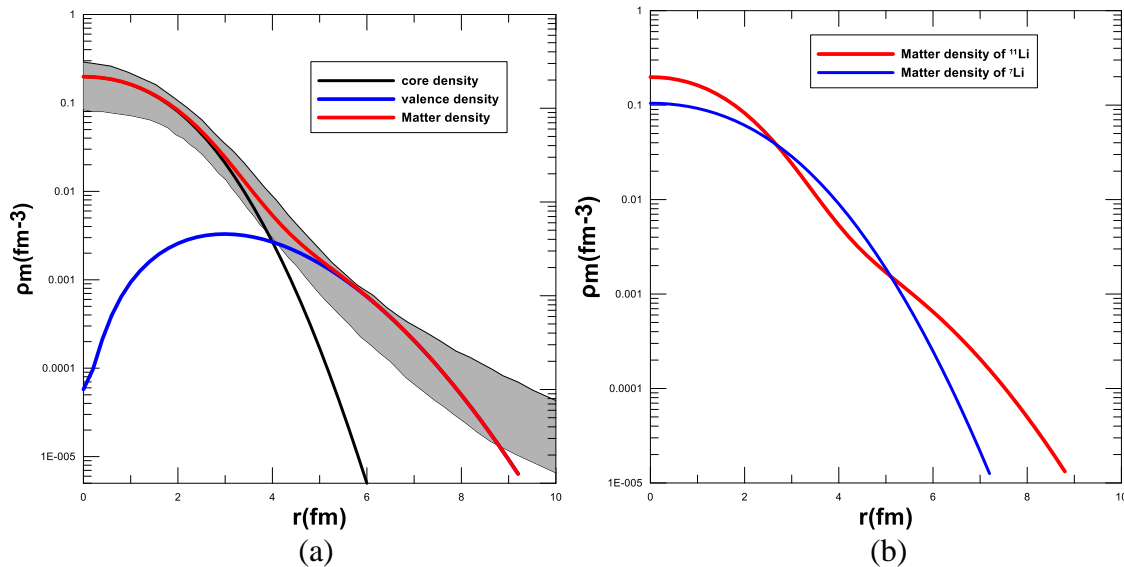 1
0.1
0.01
0.001
0.0001
1E-005
ρm(fm-3)
core density
valence density
Matter density
0 2 4 6 8 10
r(fm)
(a)
1
0.1
0.01
0.001
0.0001
1E-005
ρm(fm-3)
Matter density of ¹¹Li
Matter density of ⁷Li
0 2 4 6 8 10
r(fm)
(b)